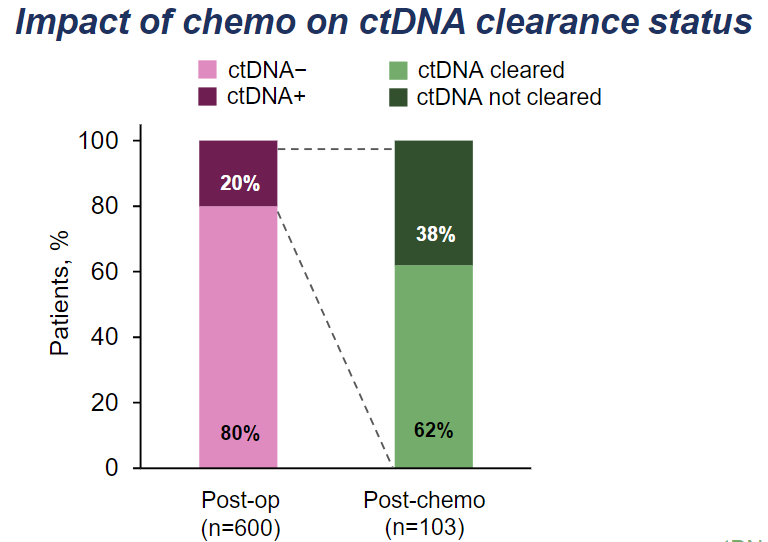 Impact of chemo on ctDNA clearance status
ctDNA−
ctDNA+
ctDNA cleared
ctDNA not cleared
Patients, %
100
80
60
40
20
0
20%
80%
38%
62%
Post-op
(n=600)
Post-chemo
(n=103)